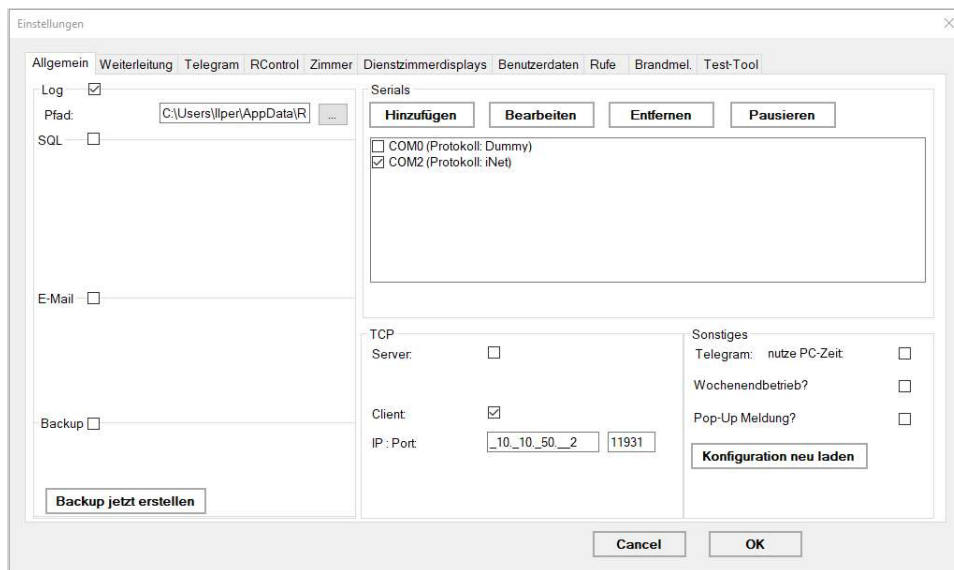 Einstellungen
Allgemein Weiterleitung Telegram RControl Zimmer Dienstzimmerdisplays Benutzerdaten Rufe Brandmel. Test-Tool
Log
Pfad: C:\Users\Ilper\AppData\R ...
SQL
E-Mail
Backup
Backup jetzt erstellen
Serials
Hinzufügen Bearbeiten Entfernen Pausieren
COM0 (Protokoll: Dummy)
COM2 (Protokoll: iNet)
TCP
Server:
Client:
IP : Port: _10._10._50.__2 11931
Sonstiges
Telegram: nutze PC-Zeit:
Wochenendbetrieb?
Pop-Up Meldung?
Konfiguration neu laden
Cancel OK